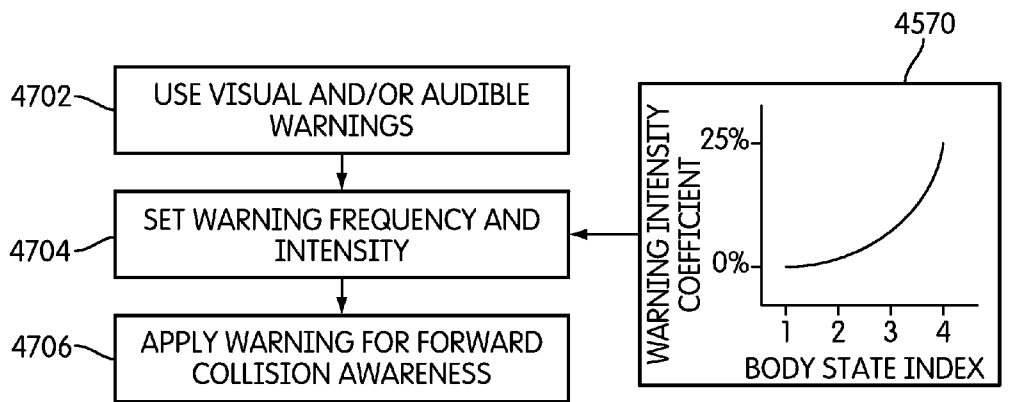 4570
4702
USE VISUAL AND/OR AUDIBLE
WARNINGS
4704
SET WARNING FREQUENCY AND
INTENSITY
4706
APPLY WARNING FOR FORWARD
COLLISION AWARENESS
WARNING INTENSITY
COEFFICIENT
25%
0%
1 2 3 4
BODY STATE INDEX